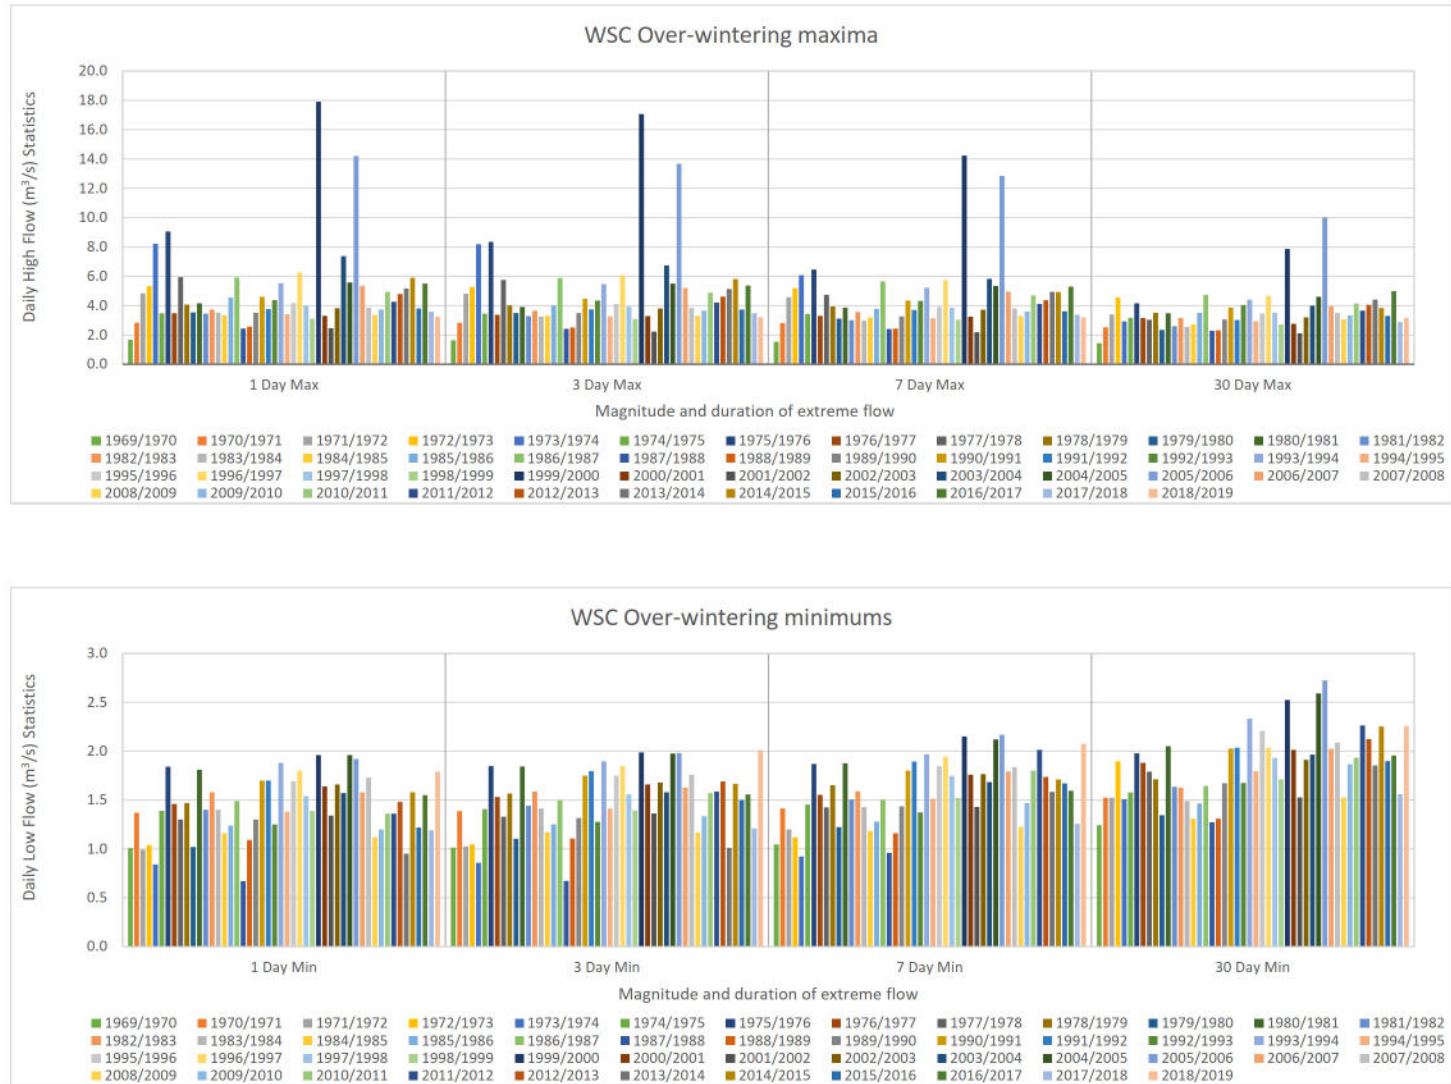 WSC Over-wintering maxima
Daily High Flow (m³/s) Statistics
20.0
18.0
16.0
14.0
12.0
10.0
8.0
6.0
4.0
2.0
0.0
1 Day Max 3 Day Max 7 Day Max 30 Day Max
Magnitude and duration of extreme flow
1969/1970 1970/1971 1971/1972 1972/1973 1973/1974 1974/1975 1975/1976 1976/1977 1977/1978 1978/1979 1979/1980 1980/1981 1981/1982
1982/1983 1983/1984 1984/1985 1985/1986 1986/1987 1987/1988 1988/1989 1989/1990 1990/1991 1991/1992 1992/1993 1993/1994 1994/1995
1995/1996 1996/1997 1997/1998 1998/1999 1999/2000 2000/2001 2001/2002 2002/2003 2003/2004 2004/2005 2005/2006 2006/2007 2007/2008
2008/2009 2009/2010 2010/2011 2011/2012 2012/2013 2013/2014 2014/2015 2015/2016 2016/2017 2017/2018 2018/2019
WSC Over-wintering minimums
Daily Low Flow (m³/s) Statistics
3.0
2.5
2.0
1.5
1.0
0.5
0.0
1 Day Min 3 Day Min 7 Day Min 30 Day Min
Magnitude and duration of extreme flow
1969/1970 1970/1971 1971/1972 1972/1973 1973/1974 1974/1975 1975/1976 1976/1977 1977/1978 1978/1979 1979/1980 1980/1981 1981/1982
1982/1983 1983/1984 1984/1985 1985/1986 1986/1987 1987/1988 1988/1989 1989/1990 1990/1991 1991/1992 1992/1993 1993/1994 1994/1995
1995/1996 1996/1997 1997/1998 1998/1999 1999/2000 2000/2001 2001/2002 2002/2003 2003/2004 2004/2005 2005/2006 2006/2007 2007/2008
2008/2009 2009/2010 2010/2011 2011/2012 2012/2013 2013/2014 2014/2015 2015/2016 2016/2017 2017/2018 2018/2019